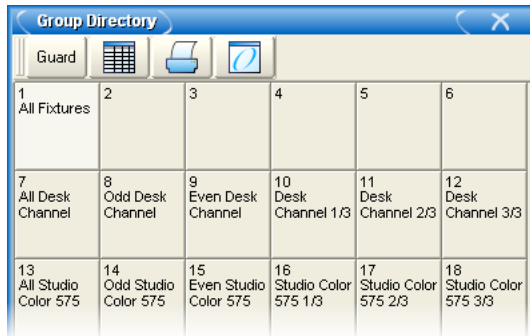 Group Directory
Guard
1 2 3 4 5 6
All Fixtures
7 8 9 10 11 12
All Desk Odd Desk Even Desk Desk Desk Desk
Channel Channel Channel Channel 1/3 Channel 2/3 Channel 3/3
13 14 15 16 17 18
All Studio Odd Studio Even Studio Studio Color Studio Color Studio Color
Color 575 Color 575 Color 575 575 1/3 575 2/3 575 3/3